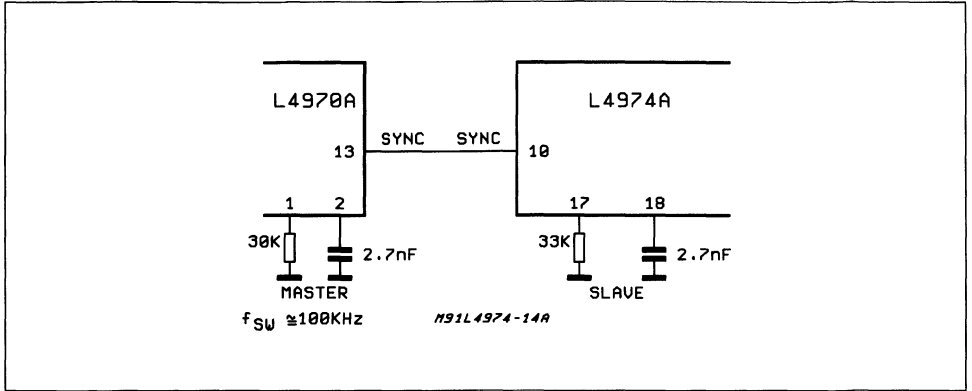 L4970A
L4974A
13 SYNC SYNC 10
1 2 17 18
30K 2.7nF 33K 2.7nF
MASTER SLAVE
fSW ≅100KHz M91L4974-14A